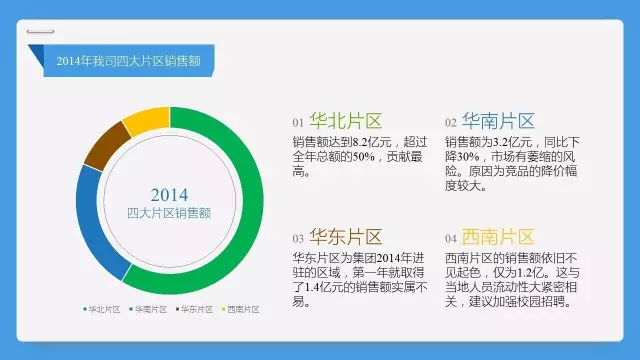 2014年我司四大片区销售额
2014
四大片区销售额
华北片区 华南片区 华东片区 西南片区
01 华北片区
销售额达到8.2亿元，超过
全年总额的50%，贡献最
高。
02 华南片区
销售额为3.2亿元，同比下
降30%，市场有萎缩的风
险。原因为竞品的降价幅
度较大。
03 华东片区
华东片区为集团2014年进
驻的区域，第一年就取得
了1.4亿元的销售额实属不
易。
04 西南片区
西南片区的销售额依旧不
见起色，仅为1.2亿。这与
当地人员流动性大紧密相
关，建议加强校园招聘。